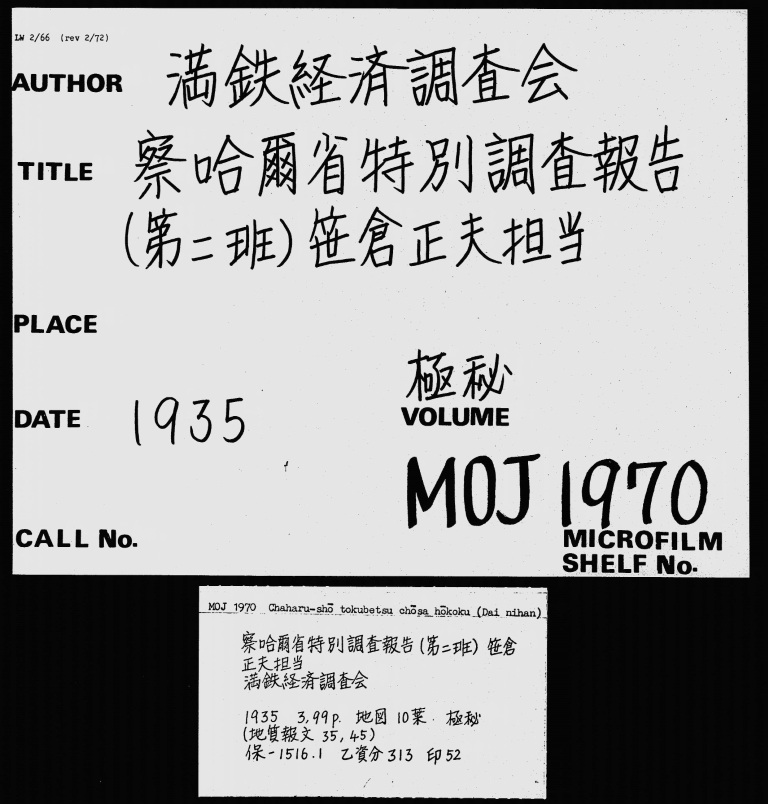 LW 2/66 (rev 2/72)
AUTHOR 満鉄経済調査会
TITLE 察哈爾省特別調査報告
(第二班) 笹倉正夫担当
PLACE
極秘
DATE 1935 VOLUME
MOJ 1970
CALL No. MICROFILM
SHELF No.
MOJ 1970 Chaharu-shō tokubetsu chōsa hōkoku (Dai nihan)
察哈爾省特別調査報告 (第二班) 笹倉
正夫担当
満鉄経済調査会
1935 3,99p. 地図 10葉. 極秘
(地質報文 35, 45)
保-1516.1 乙資分313 印52